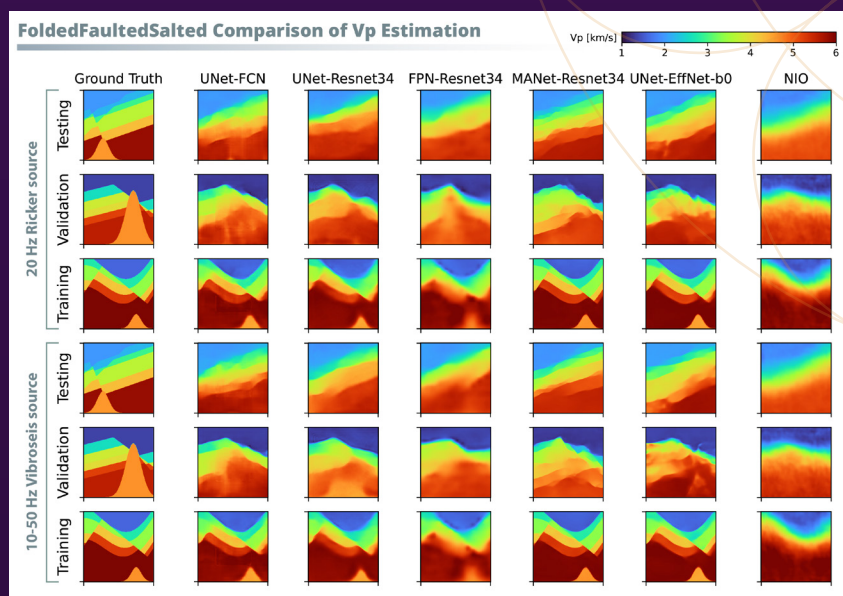 FoldedFaultedSalted Comparison of Vp Estimation
Vp [km/s]
1 2 3 4 5 6
Ground Truth UNet-FCN UNet-Resnet34 FPN-Resnet34 MANet-Resnet34 UNet-EffNet-b0 NIO
20 Hz Ricker source
Testing
Validation
Training
10-50 Hz Vibroseis source
Testing
Validation
Training